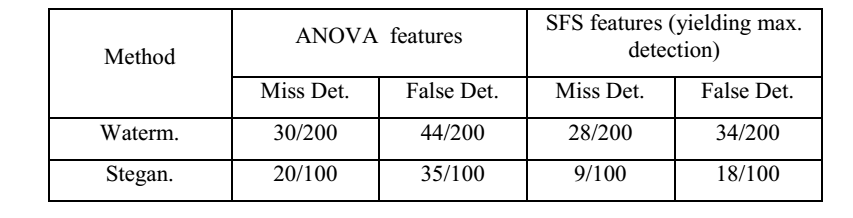 Method
ANOVA features
SFS features (yielding max.
detection)
Miss Det.
False Det.
Miss Det.
False Det.
Waterm.
30/200
44/200
28/200
34/200
Stegan.
20/100
35/100
9/100
18/100